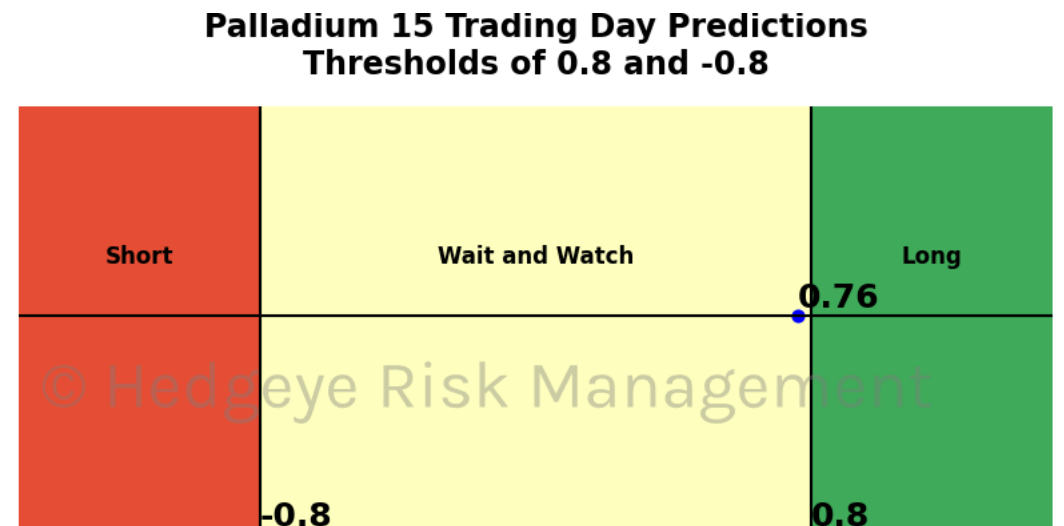 Palladium 15 Trading Day Predictions
Thresholds of 0.8 and -0.8
Short
Wait and Watch
Long
0.76
© Hedgeye Risk Management
-0.8
0.8